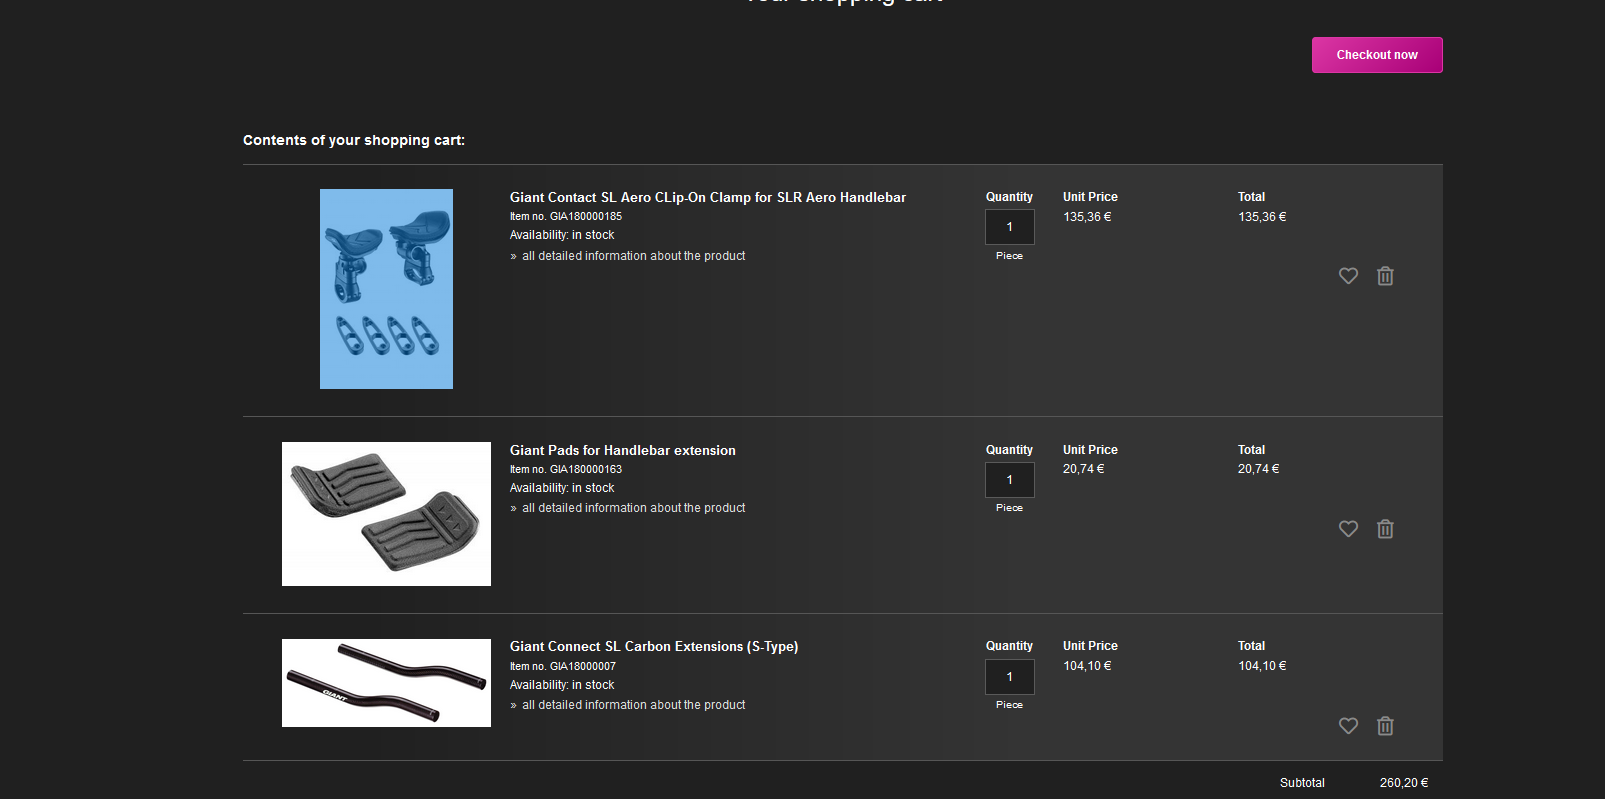 Your shopping cart
Checkout now
Contents of your shopping cart:
Giant Contact SL Aero CLip-On Clamp for SLR Aero Handlebar
Item no. GIA180000185
Availability: in stock
» all detailed information about the product
Quantity
1
Piece
Unit Price
135,36 €
Total
135,36 €
Giant Pads for Handlebar extension
Item no. GIA180000163
Availability: in stock
» all detailed information about the product
Quantity
1
Piece
Unit Price
20,74 €
Total
20,74 €
GIANT
Giant Connect SL Carbon Extensions (S-Type)
Item no. GIA18000007
Availability: in stock
» all detailed information about the product
Quantity
1
Piece
Unit Price
104,10 €
Total
104,10 €
Subtotal 260,20 €